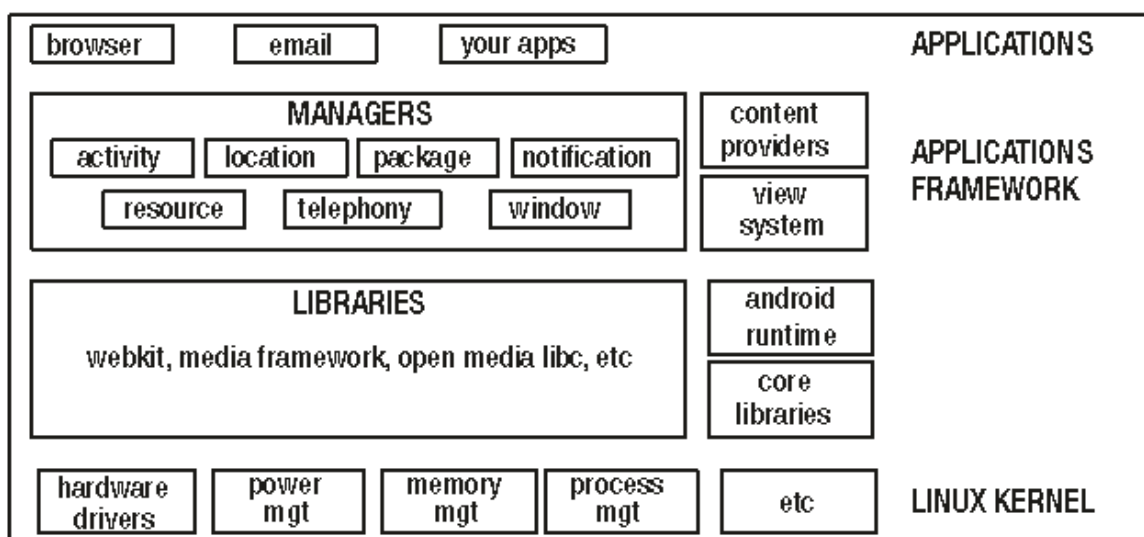 browser email your apps APPLICATIONS
MANAGERS
content
providers
activity location package notification
APPLICATIONS
FRAMEWORK
resource telephony window
view
system
LIBRARIES
webkit, media framework, open media libc, etc
android
runtime
core
libraries
hardware
drivers
power
mgt
memory
mgt
process
mgt
etc
LINUX KERNEL